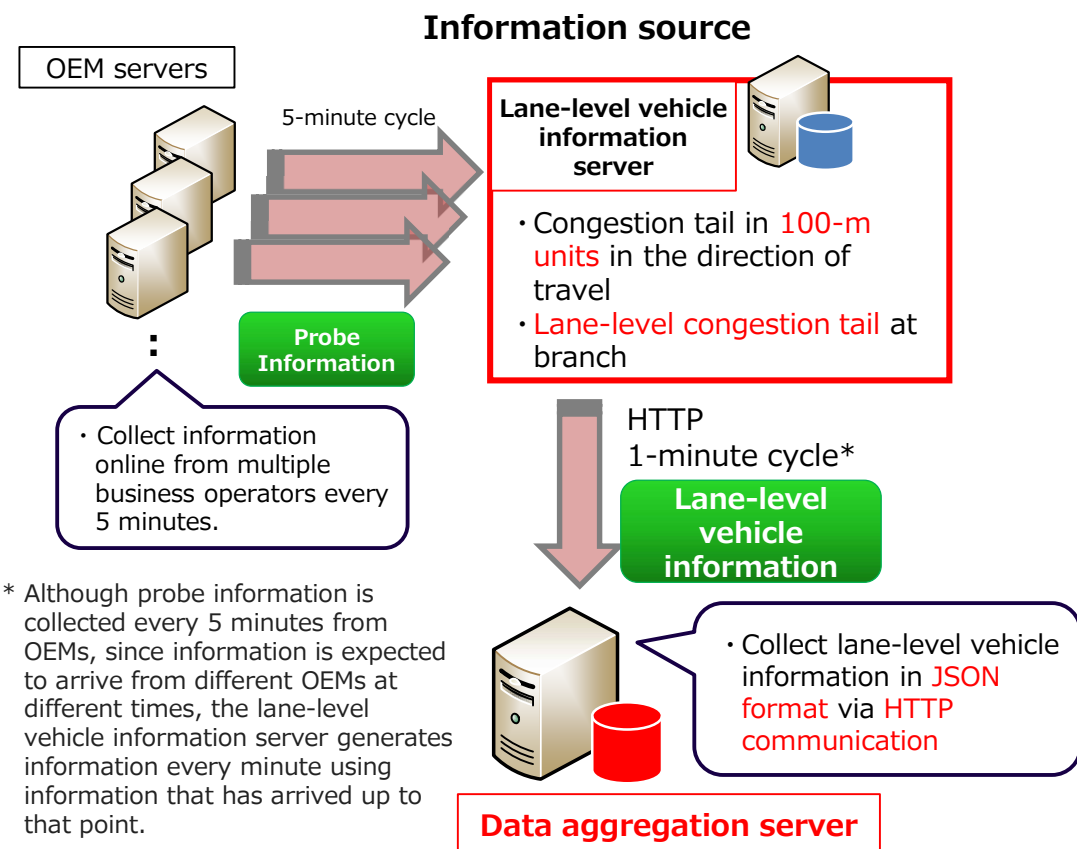 Information source
OEM servers
5-minute cycle
Lane-level vehicle
information
server
・Congestion tail in 100-m
units in the direction of
travel
・Lane-level congestion tail at
branch
Probe
Information
:
・Collect information
online from multiple
business operators every
5 minutes.
HTTP
1-minute cycle*
Lane-level
vehicle
information
* Although probe information is
collected every 5 minutes from
OEMs, since information is expected
to arrive from different OEMs at
different times, the lane-level
vehicle information server generates
information every minute using
information that has arrived up to
that point.
・Collect lane-level vehicle
information in JSON
format via HTTP
communication
Data aggregation server